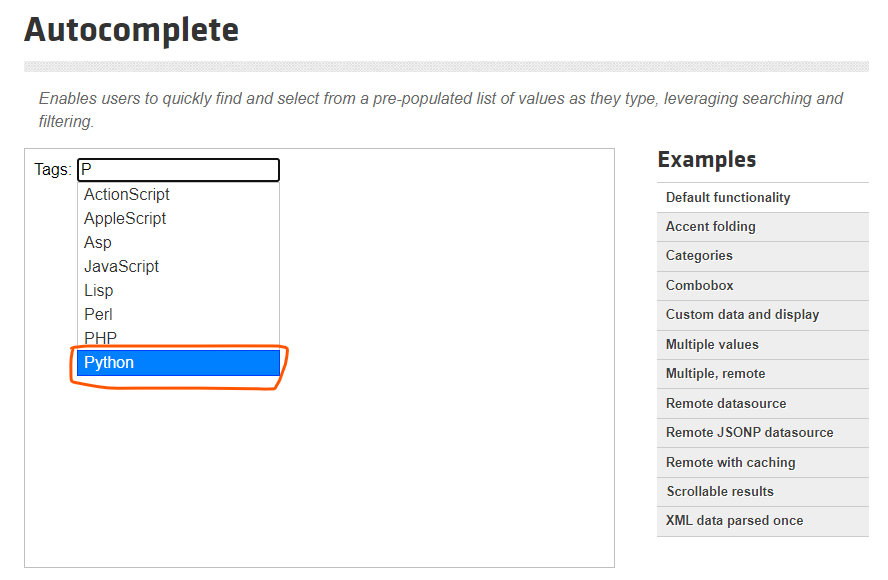 Autocomplete
Enables users to quickly find and select from a pre-populated list of values as they type, leveraging searching and
filtering.
Tags: P
ActionScript
AppleScript
Asp
JavaScript
Lisp
Perl
PHP
Python
Examples
Default functionality
Accent folding
Categories
Combobox
Custom data and display
Multiple values
Multiple, remote
Remote datasource
Remote JSONP datasource
Remote with caching
Scrollable results
XML data parsed once